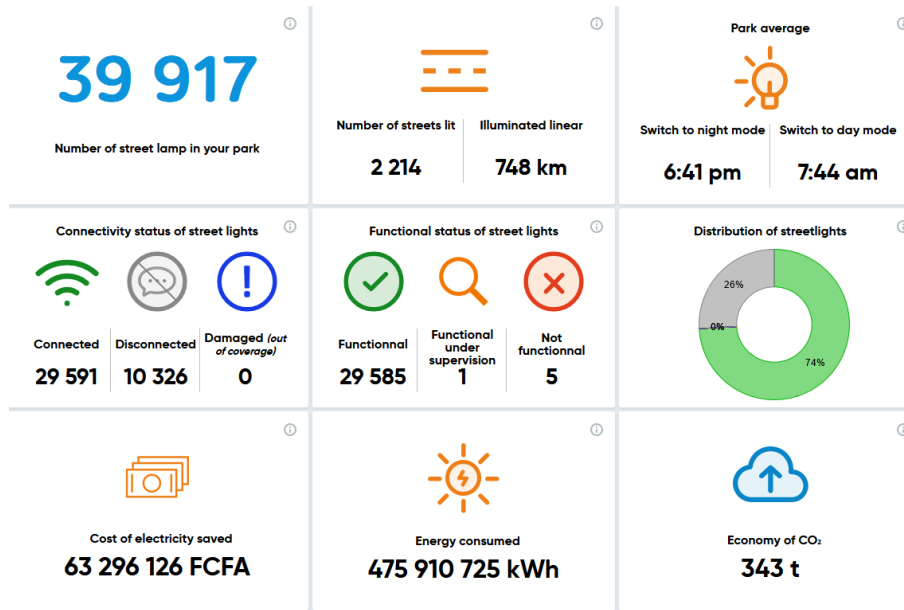 39 917
Number of street lamp in your park
Number of streets lit
2 214
Illuminated linear
748 km
Park average
Switch to night mode
6:41 pm
Switch to day mode
7:44 am
Connectivity status of street lights
Connected
29 591
Disconnected
10 326
Damaged (out
of coverage)
0
Functional status of street lights
Functionnal
29 585
Functional
under
supervision
1
Not
functionnal
5
Distribution of streetlights
26%
0%
74%
Cost of electricity saved
63 296 126 FCFA
Energy consumed
475 910 725 kWh
Economy of CO₂
343 t